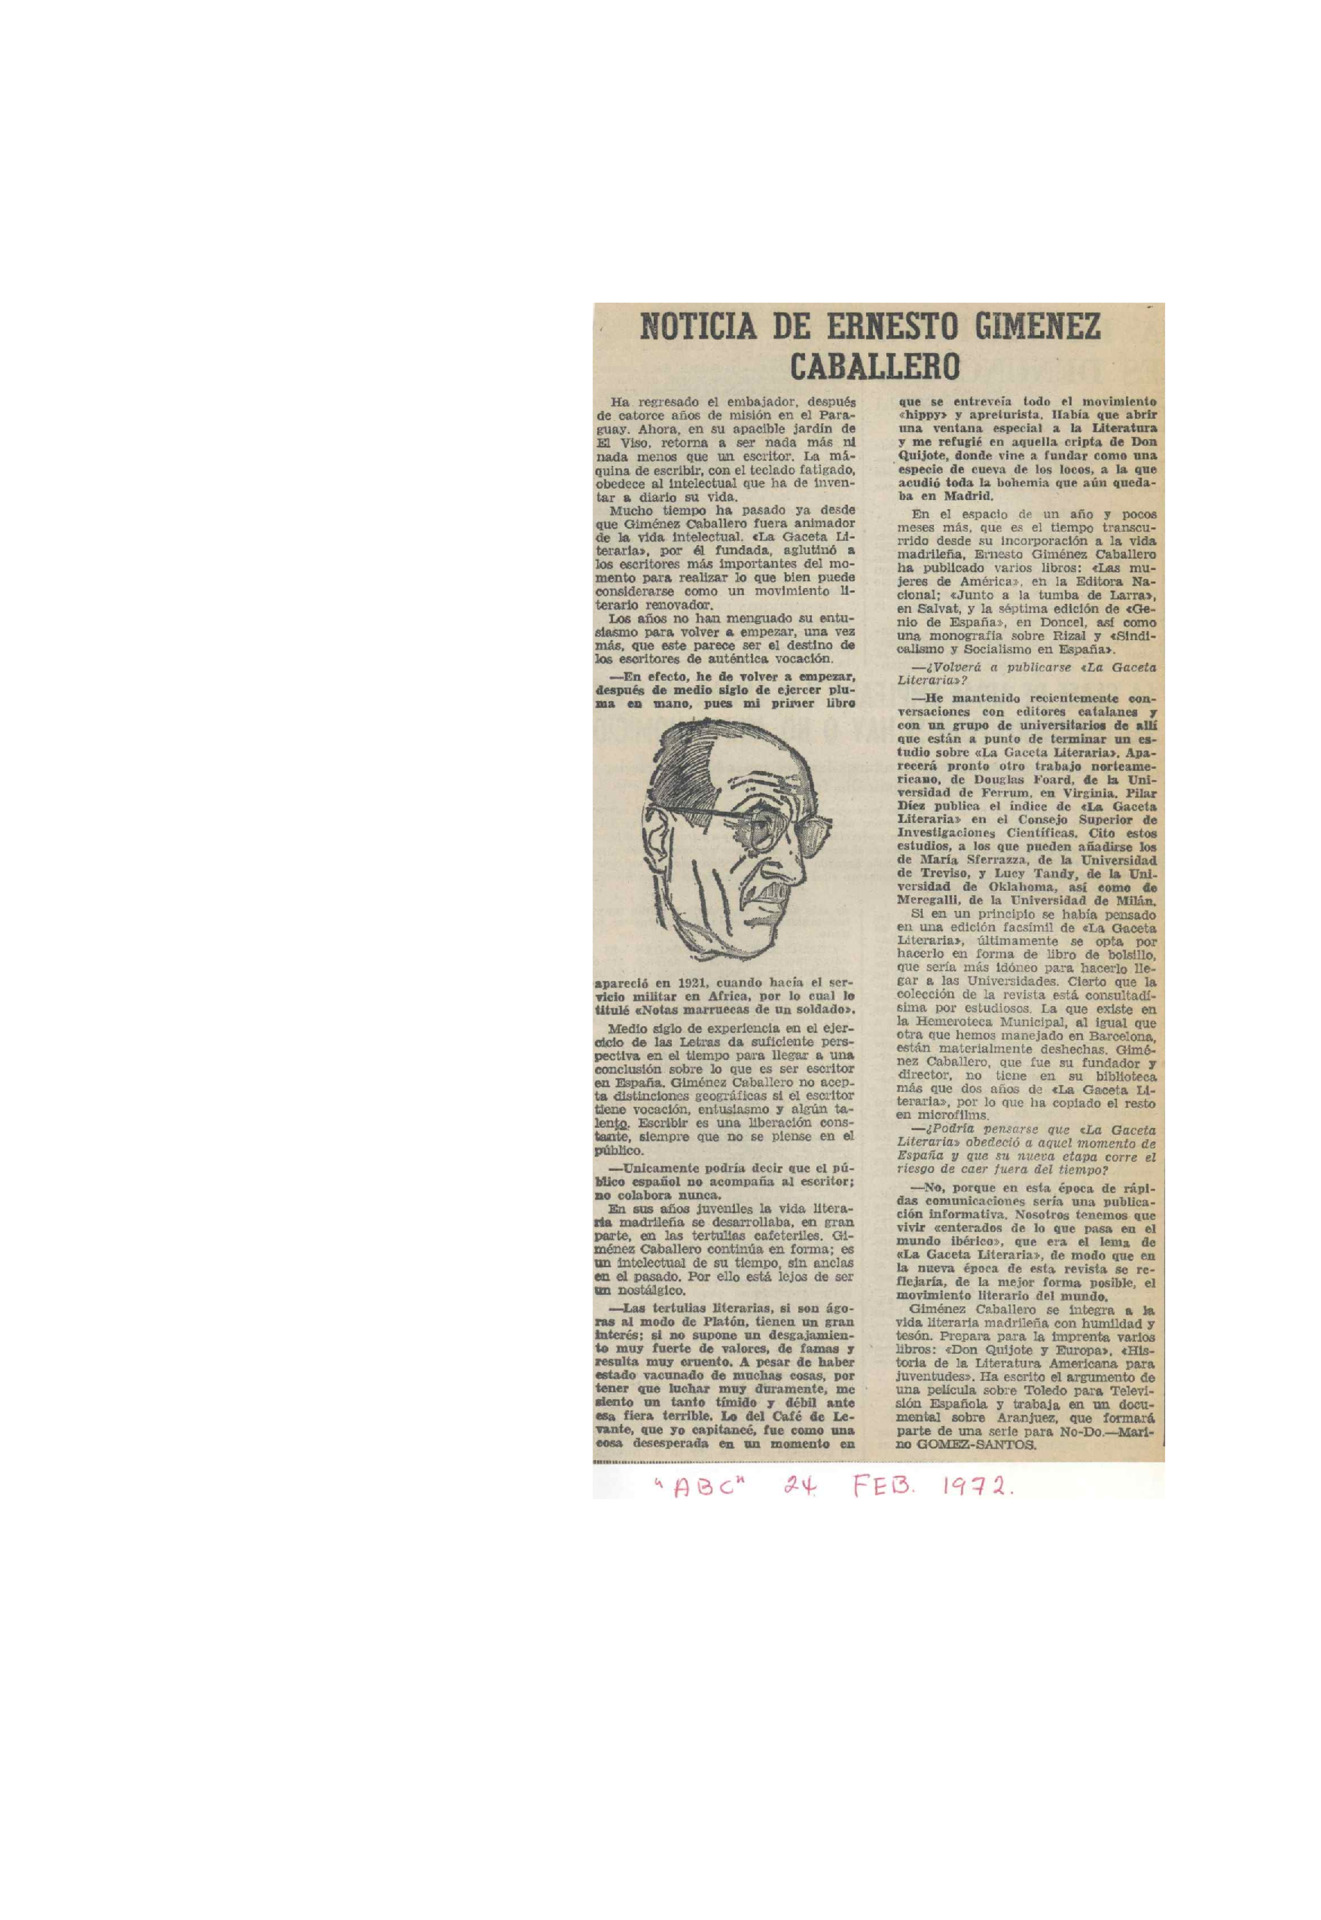 NOTICIA DE ERNESTO GIMENEZ
CABALLERO
Ha regresado el embajador, después
de catorce años de misión en el Para-
guay. Ahora, en su apacible jardín de
El Viso, retorna a ser nada más ni
nada menos que un escritor. La má-
quina de escribir, con el teclado fatigado,
obedece al intelectual que ha de inven-
tar a diario su vida.
Mucho tiempo ha pasado ya desde
que Giménez Caballero fuera animador
de la vida intelectual. «La Gaceta Li-
teraria», por él fundada, aglutinó a
los escritores más importantes del mo-
mento para realizar lo que bien puede
considerarse como un movimiento li-
terario renovador.
Los años no han menguado su entu-
siasmo para volver a empezar, una vez
más, que este parece ser el destino de
los escritores de auténtica vocación.
—En efecto, he de volver a empezar,
después de medio siglo de ejercer plu-
ma en mano, pues mi primer libro
apareció en 1921, cuando hacía el ser-
vicio militar en Africa, por lo cual lo
titulé «Notas marruecas de un soldado».
Medio siglo de experiencia en el ejer-
cicio de las Letras da suficiente pers-
pectiva en el tiempo para llegar a una
conclusión sobre lo que es ser escritor
en España. Giménez Caballero no acep-
ta distinciones geográficas si el escritor
tiene vocación, entusiasmo y algún ta-
lento. Escribir es una liberación cons-
tante, siempre que no se piense en el
público.
—Unicamente podría decir que el pú-
blico español no acompaña al escritor;
no colabora nunca.
En sus años juveniles la vida litera-
ria madrileña se desarrollaba, en gran
parte, en las tertulias cafeteriles. Gi-
ménez Caballero continúa en forma; es
un intelectual de su tiempo, sin anclas
en el pasado. Por ello está lejos de ser
un nostálgico.
—Las tertulias literarias, si son ágo-
ras al modo de Platón, tienen un gran
interés; si no supone un desgajamien-
to muy fuerte de valores, de famas y
resulta muy cruento. A pesar de haber
estado vacunado de muchas cosas, por
tener que luchar muy duramente, me
siento un tanto tímido y débil ante
esa fiera terrible. Lo del Café de Le-
vante, que yo capitaneé, fue como una
cosa desesperada en un momento en
que se entreveía todo el movimiento
«hippy» y apreturista. Había que abrir
una ventana especial a la Literatura
y me refugié en aquella cripta de Don
Quijote, donde vine a fundar como una
especie de cueva de los locos, a la que
acudió toda la bohemia que aún queda-
ba en Madrid.
En el espacio de un año y pocos
meses más, que es el tiempo transcu-
rrido desde su incorporación a la vida
madrileña, Ernesto Giménez Caballero
ha publicado varios libros: «Las mu-
jeres de América», en la Editora Na-
cional; «Junto a la tumba de Larra»,
en Salvat, y la séptima edición de «Ge-
nio de España», en Doncel, así como
una monografía sobre Rizal y «Sindi-
calismo y Socialismo en España».
—¿Volverá a publicarse «La Gaceta
Literaria»?
—He mantenido recientemente con-
versaciones con editores catalanes y
con un grupo de universitarios de allí
que están a punto de terminar un es-
tudio sobre «La Gaceta Literaria». Apa-
recerá pronto otro trabajo norteame-
ricano, de Douglas Foard, de la Uni-
versidad de Ferrum, en Virginia. Pilar
Díez publica el índice de «La Gaceta
Literaria» en el Consejo Superior de
Investigaciones Científicas. Cito estos
estudios, a los que pueden añadirse los
de María Sferrazza, de la Universidad
de Treviso, y Lucy Tandy, de la Uni-
versidad de Oklahoma, así como de
Meregalli, de la Universidad de Milán.
Si en un principio se había pensado
en una edición facsímil de «La Gaceta
Literaria», últimamente se opta por
hacerlo en forma de libro de bolsillo,
que sería más idóneo para hacerlo lle-
gar a las Universidades. Cierto que la
colección de la revista está consultadí-
sima por estudiosos. La que existe en
la Hemeroteca Municipal, al igual que
otra que hemos manejado en Barcelona,
están materialmente deshechas. Gimé-
nez Caballero, que fue su fundador y
director, no tiene en su biblioteca
más que dos años de «La Gaceta Li-
teraria», por lo que ha copiado el resto
en microfilms.
—¿Podría pensarse que «La Gaceta
Literaria» obedeció a aquel momento de
España y que su nueva etapa corre el
riesgo de caer fuera del tiempo?
—No, porque en esta época de rápi-
das comunicaciones sería una publica-
ción informativa. Nosotros tenemos que
vivir «enterados de lo que pasa en el
mundo ibérico», que era el lema de
«La Gaceta Literaria», de modo que en
la nueva época de esta revista se re-
flejaría, de la mejor forma posible, el
movimiento literario del mundo.
Giménez Caballero se integra a la
vida literaria madrileña con humildad y
tesón. Prepara para la imprenta varios
libros: «Don Quijote y Europa», «His-
toria de la Literatura Americana para
juventudes». Ha escrito el argumento de
una película sobre Toledo para Televi-
sión Española y trabaja en un docu-
mental sobre Aranjuez, que formará
parte de una serie para No-Do.—Mari-
no GOMEZ-SANTOS.
"ABC" 24 FEB. 1972.